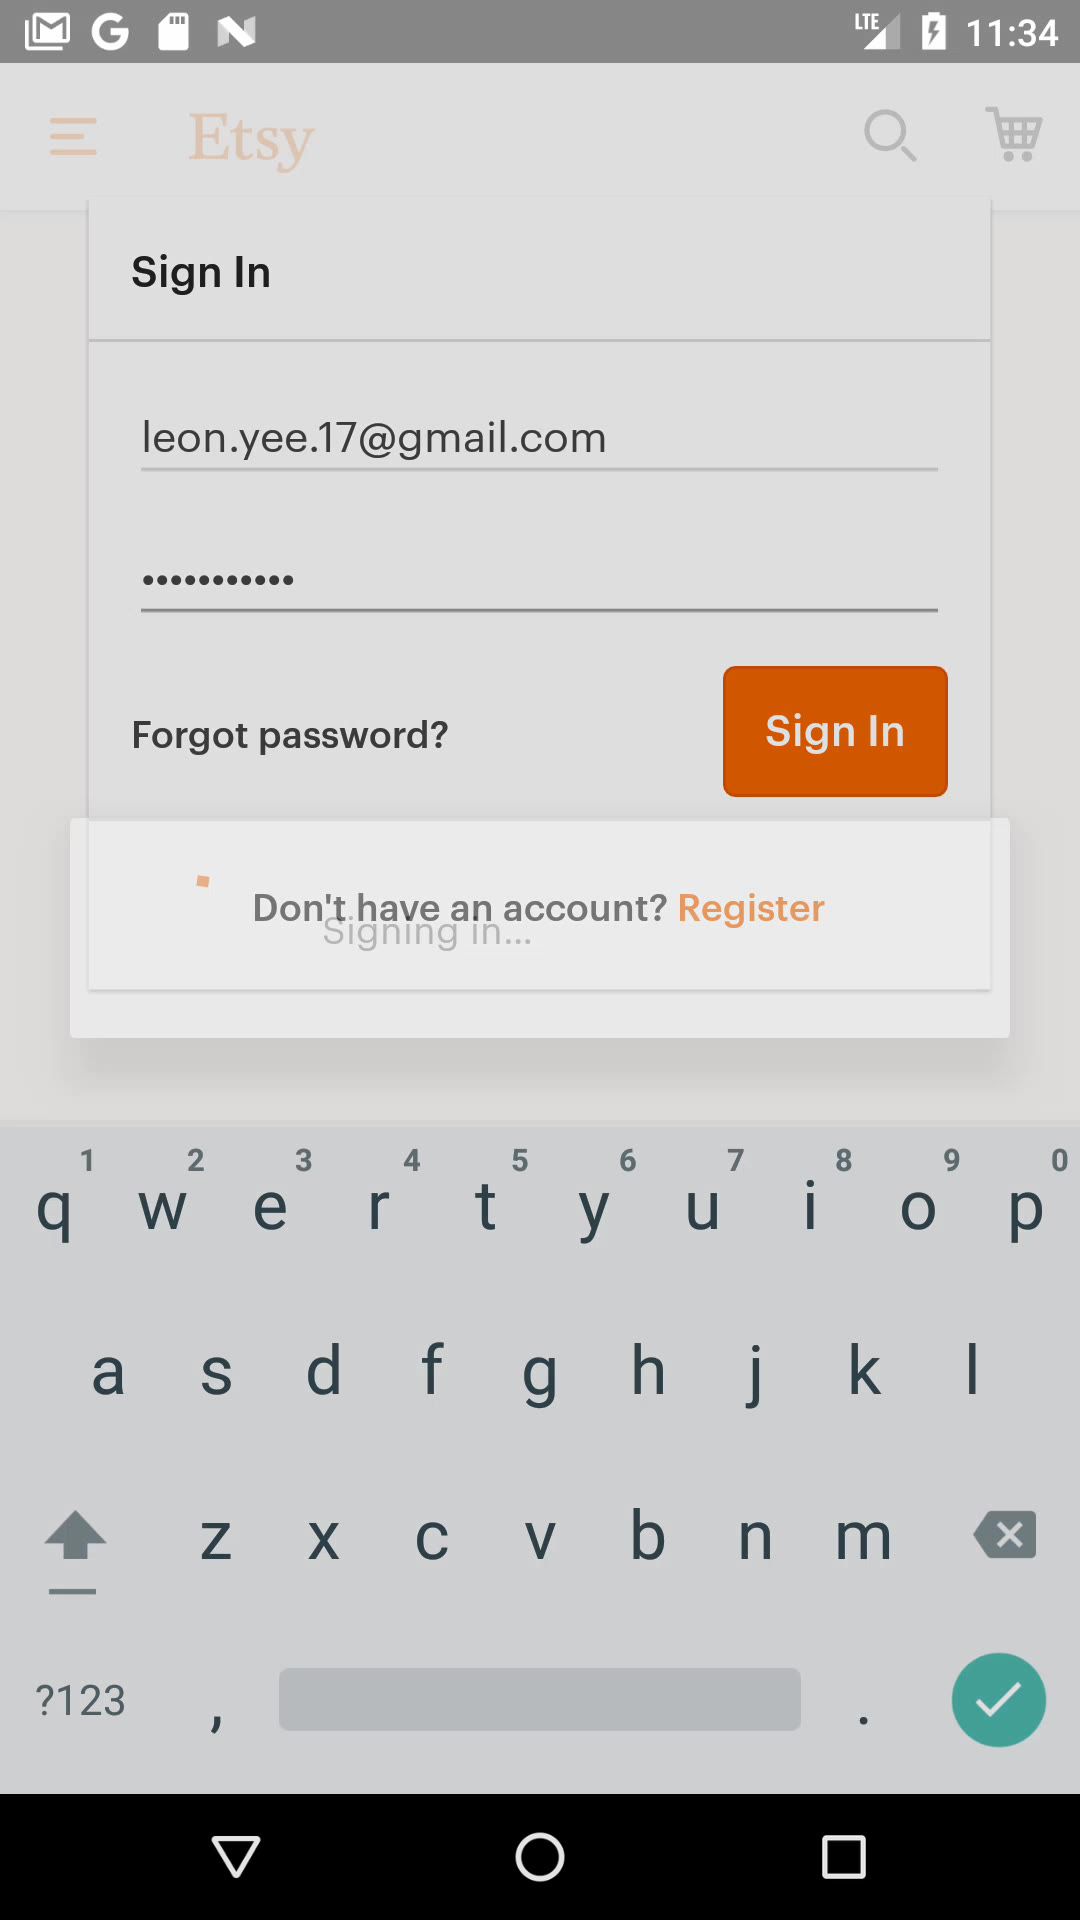 LTE 11:34
Etsy
Sign In
leon.yee.17@gmail.com
•••••••••••
Forgot password?
Sign In
Don't have an account? Register
Signing in...
1 2 3 4 5 6 7 8 9 0
q w e r t y u i o p
a s d f g h j k l
z x c v b n m
?123 , .